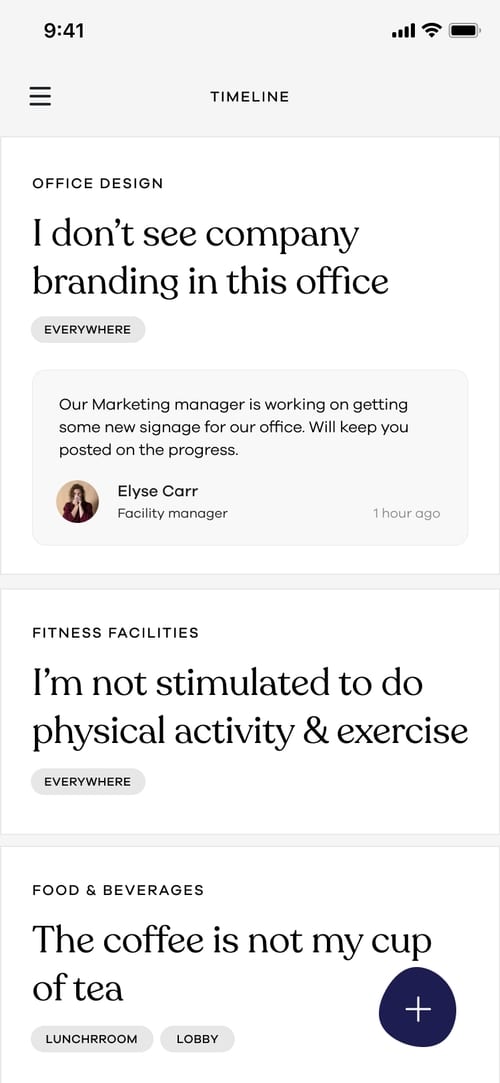 9:41
TIMELINE
OFFICE DESIGN
I don’t see company
branding in this office
EVERYWHERE
Our Marketing manager is working on getting
some new signage for our office. Will keep you
posted on the progress.
Elyse Carr
Facility manager
1 hour ago
FITNESS FACILITIES
I’m not stimulated to do
physical activity & exercise
EVERYWHERE
FOOD & BEVERAGES
The coffee is not my cup
of tea
LUNCHRROOM
LOBBY